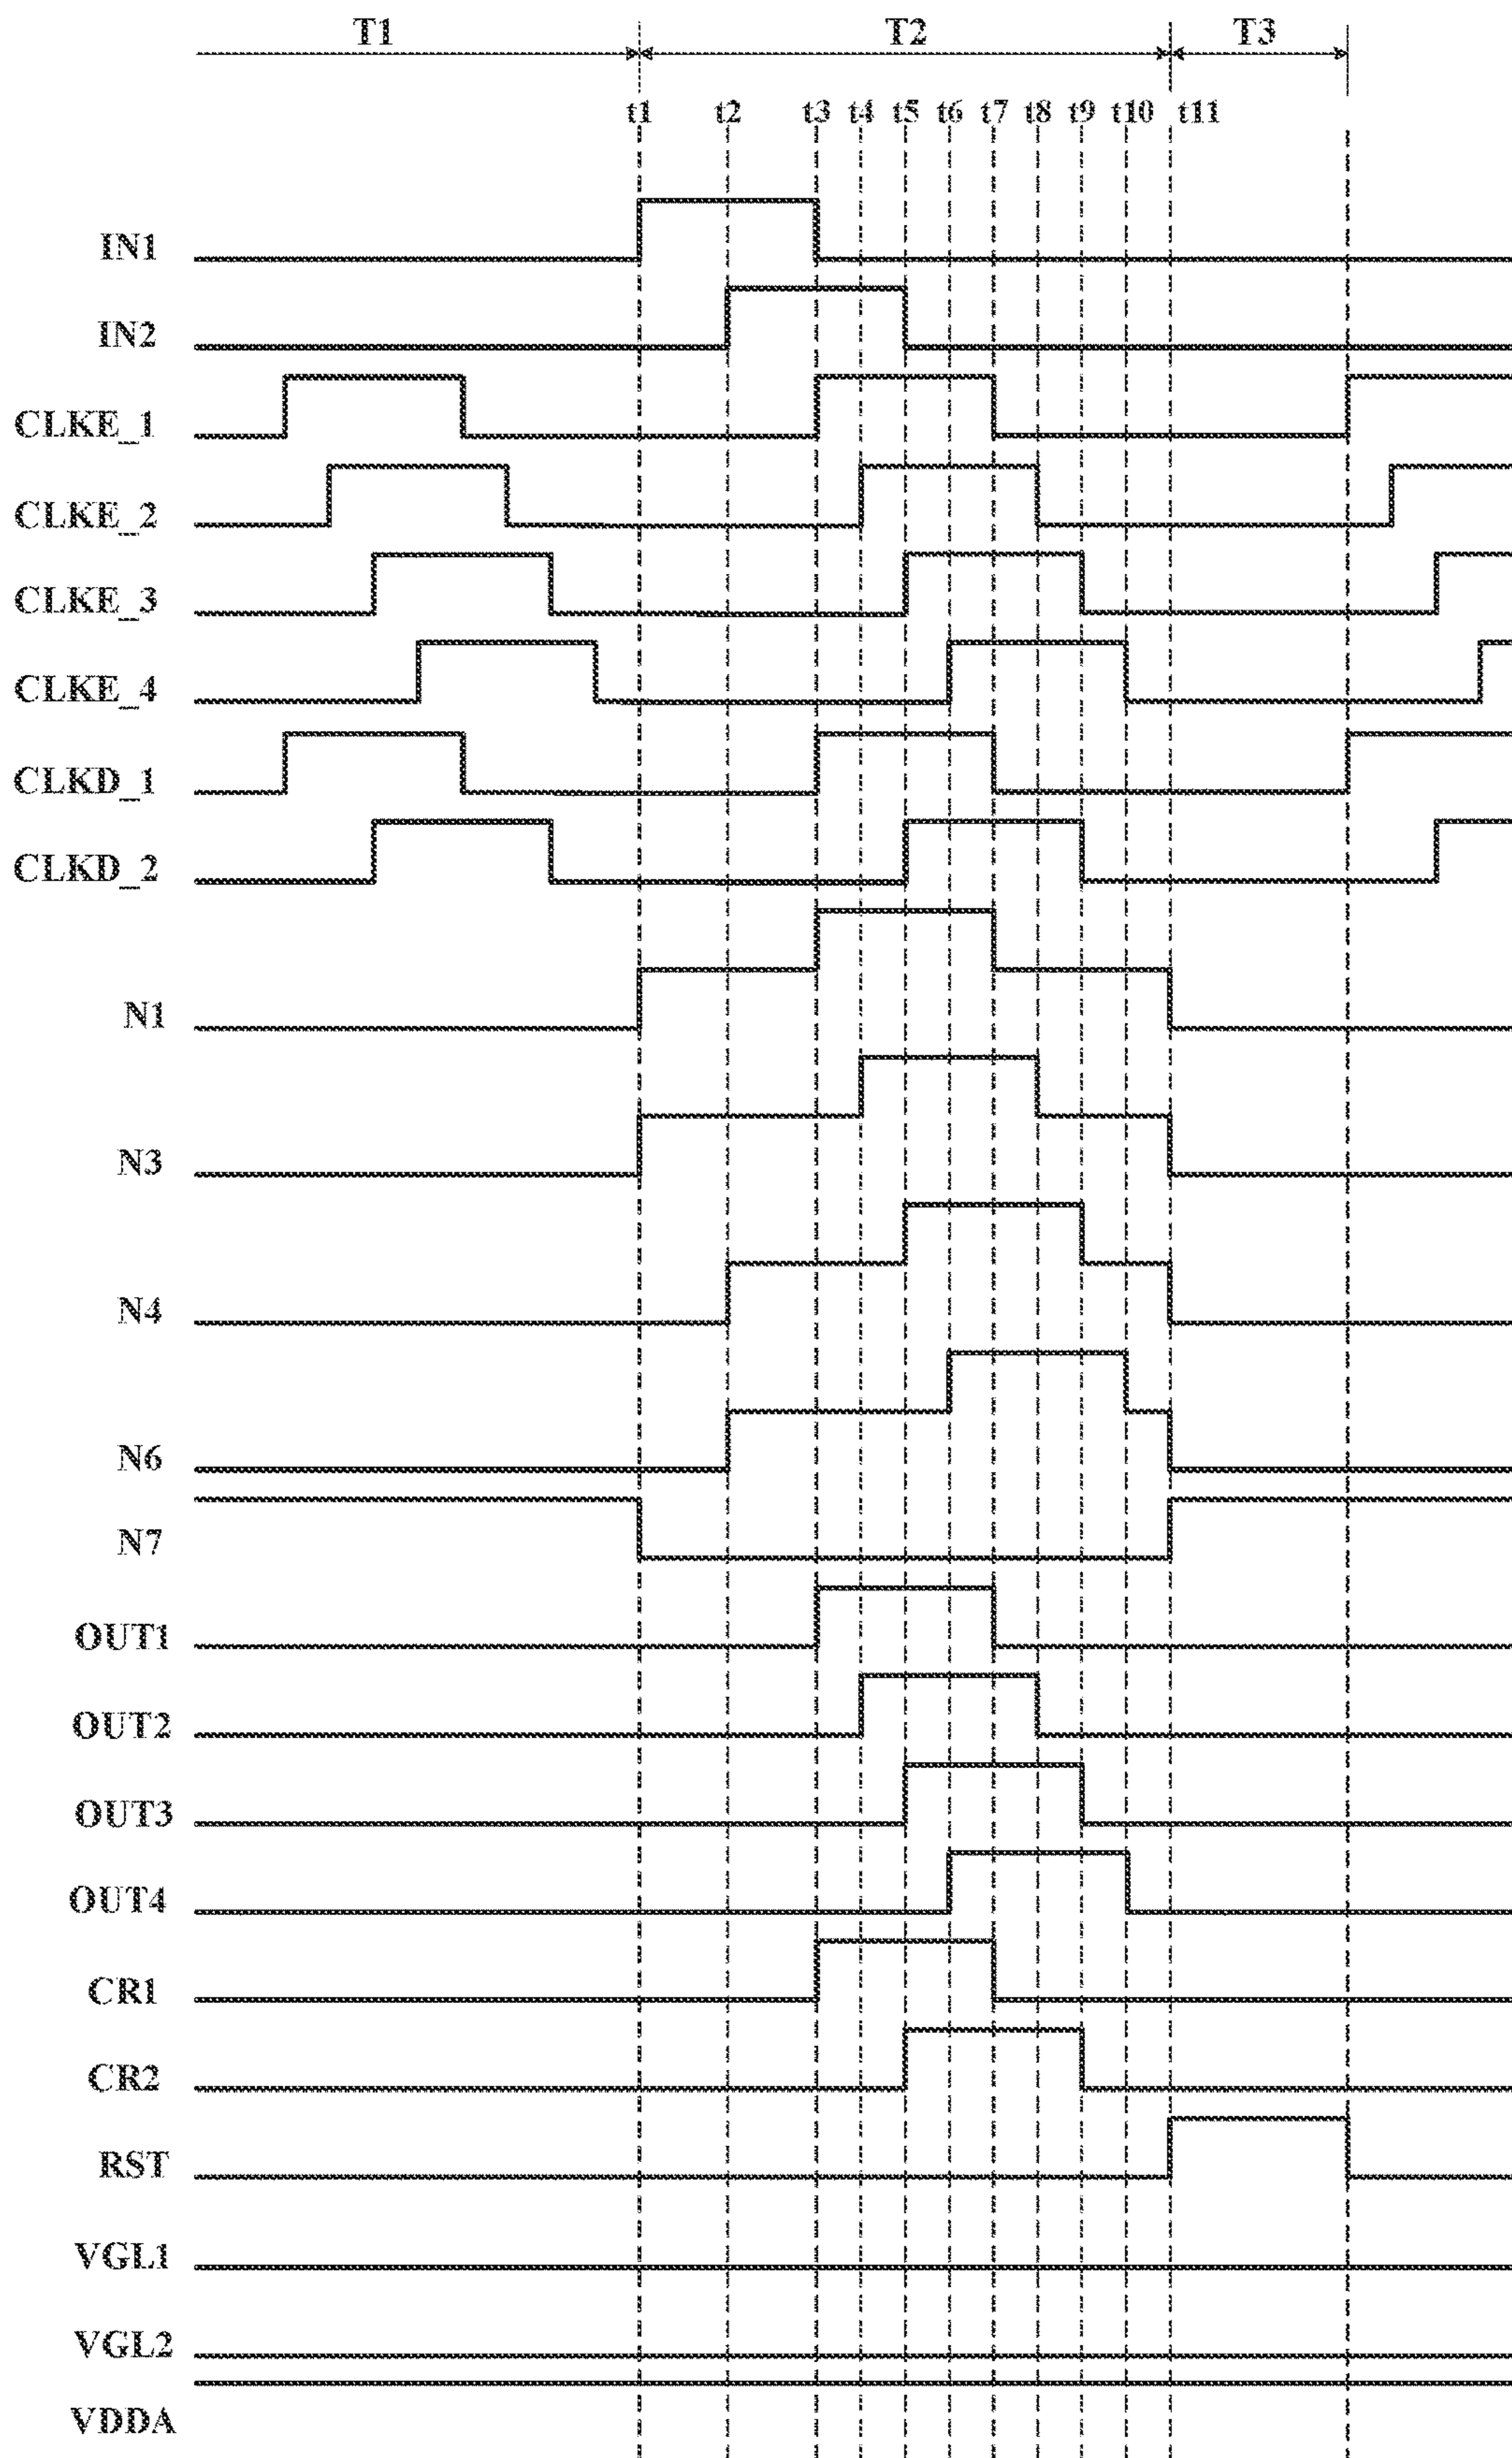 T1 T2 T3
t1 t2 t3 t4 t5 t6 t7 t8 t9 t10 t11
IN1
IN2
CLKE_1
CLKE_2
CLKE_3
CLKE_4
CLKD_1
CLKD_2
N1
N3
N4
N6
N7
OUT1
OUT2
OUT3
OUT4
CR1
CR2
RST
VGL1
VGL2
VDDA